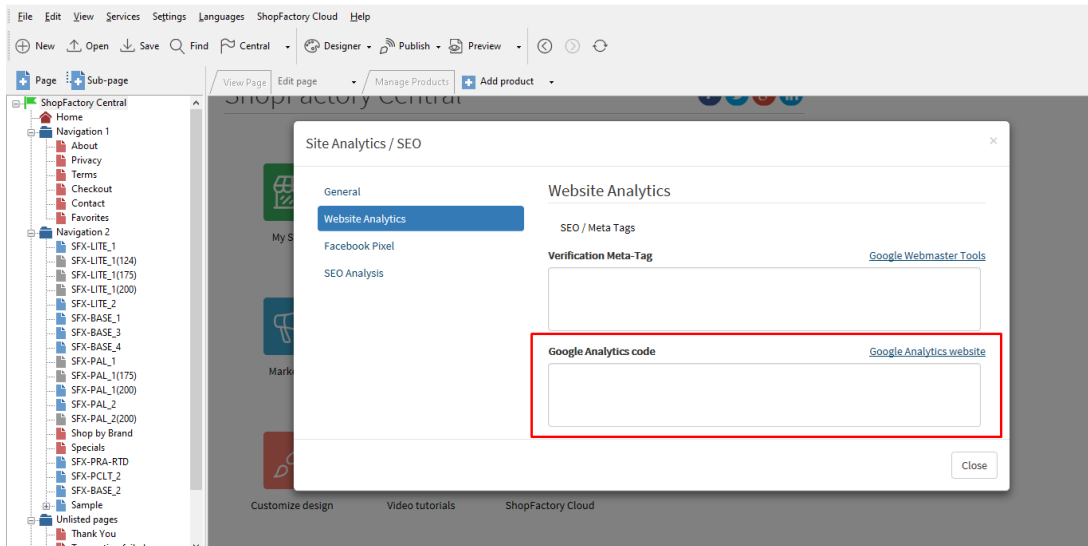 File Edit View Services Settings Languages ShopFactory Cloud Help
New Open Save Find Central Designer Publish Preview
Page Sub-page View Page Edit page Manage Products Add product
ShopFactory Central
ShopFactory Central
Home
Navigation 1
About
Privacy
Terms
Checkout
Contact
Favorites
Navigation 2
SFX-LITE_1
SFX-LITE_1(124)
SFX-LITE_1(175)
SFX-LITE_1(200)
SFX-LITE_2
SFX-BASE_1
SFX-BASE_3
SFX-BASE_4
SFX-PAL_1
SFX-PAL_1(175)
SFX-PAL_1(200)
SFX-PAL_2
SFX-PAL_2(200)
Shop by Brand
Specials
SFX-PRA-RTD
SFX-PCLT_2
SFX-BASE_2
Sample
Unlisted pages
Thank You
My S
Mark
Customize design Video tutorials ShopFactory Cloud
Site Analytics / SEO
General
Website Analytics
Facebook Pixel
SEO Analysis
Website Analytics
SEO / Meta Tags
Verification Meta-Tag Google Webmaster Tools
Google Analytics code Google Analytics website
Close